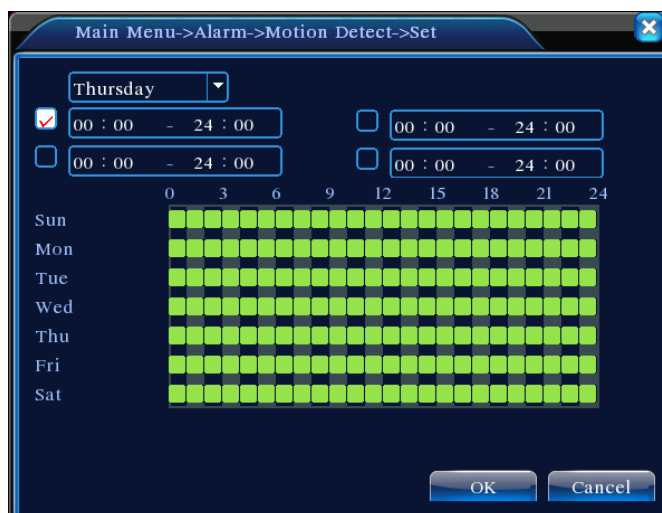 Main Menu->Alarm->Motion Detect->Set
Thursday
00 : 00 - 24 : 00 00 : 00 - 24 : 00
00 : 00 - 24 : 00 00 : 00 - 24 : 00
0 3 6 9 12 15 18 21 24
Sun
Mon
Tue
Wed
Thu
Fri
Sat
OK Cancel